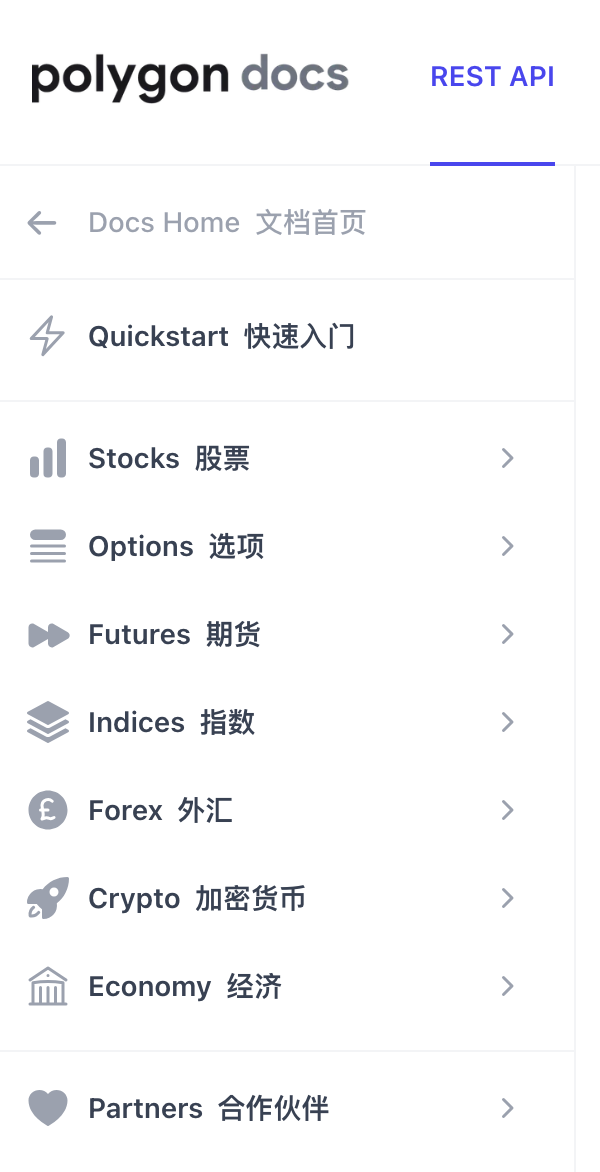 polygon docs
REST API
Docs Home 文档首页
Quickstart 快速入门
Stocks 股票
Options 选项
Futures 期货
Indices 指数
Forex 外汇
Crypto 加密货币
Economy 经济
Partners 合作伙伴